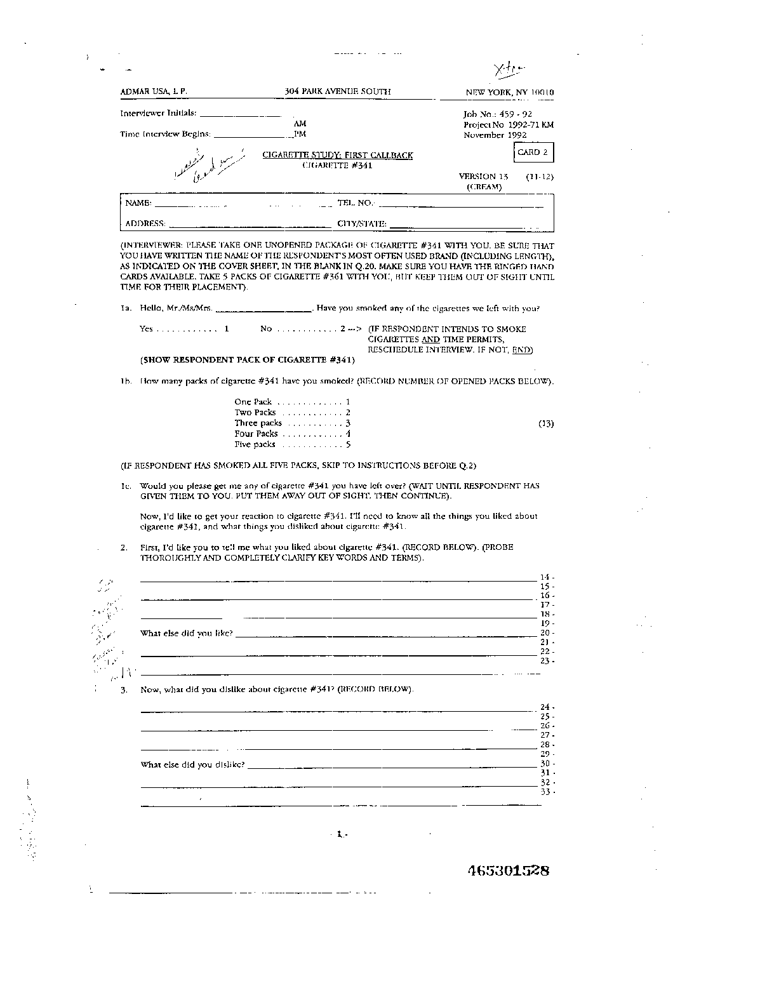 ADMAR USA, L P. 304 PARK AVENUE SOUTH NEW YORK, NY 10010
Interviewer Initials: Job No.: 459 - 92
AM Project No 1992-71 KM
Time Interview Begins: PM November 1992
CARD 2
CIGARETTE STUDY: FIRST CALLBACK
CIGARETTE #341
VERSION 13 (11-12)
(CREAM)
NAME: TEL. NO.:
ADDRESS: CITY/STATE:
(INTERVIEWER: PLEASE TAKE ONE UNOPENED PACKAGE OF CIGARETTE #341 WITH YOU. BE SURE THAT
YOU HAVE WRITTEN THE NAME OF THE RESPONDENT'S MOST OFTEN USED BRAND (INCLUDING LENGTH),
AS INDICATED ON THE COVER SHEET, IN THE BLANK IN Q.20. MAKE SURE YOU HAVE THE RINGED HAND
CARDS AVAILABLE. TAKE 5 PACKS OF CIGARETTE #361 WITH YOU, BUT KEEP THEM OUT OF SIGHT UNTIL
TIME FOR THEIR PLACEMENT).
1a. Hello, Mr./Ms/Mrs. . Have you smoked any of the cigarettes we left with you?
Yes . . . . . . . . . . . . 1 No . . . . . . . . . . . . 2 --> (IF RESPONDENT INTENDS TO SMOKE
CIGARETTES AND TIME PERMITS,
RESCHEDULE INTERVIEW. IF NOT, END)
(SHOW RESPONDENT PACK OF CIGARETTE #341)
1b. How many packs of cigarette #341 have you smoked? (RECORD NUMBER OF OPENED PACKS BELOW).
One Pack . . . . . . . . . . . . . 1
Two Packs . . . . . . . . . . . . 2
Three packs . . . . . . . . . . . 3 (13)
Four Packs . . . . . . . . . . . . 4
Five packs . . . . . . . . . . . . 5
(IF RESPONDENT HAS SMOKED ALL FIVE PACKS, SKIP TO INSTRUCTIONS BEFORE Q.2)
1c. Would you please get me any of cigarette #341 you have left over? (WAIT UNTIL RESPONDENT HAS
GIVEN THEM TO YOU. PUT THEM AWAY OUT OF SIGHT. THEN CONTINUE).
Now, I'd like to get your reaction to cigarette #341. I'll need to know all the things you liked about
cigarette #341, and what things you disliked about cigarette #341.
2. First, I'd like you to tell me what you liked about cigarette #341. (RECORD BELOW). (PROBE
THOROUGHLY AND COMPLETELY CLARIFY KEY WORDS AND TERMS).
14 -
15 -
16 -
17 -
18 -
19 -
What else did you like? 20 -
21 -
22 -
23 -
3. Now, what did you dislike about cigarette #341? (RECORD BELOW).
24 -
25 -
26 -
27 -
28 -
29 -
What else did you dislike? 30 -
31 -
32 -
33 -
- 1 -
465301528